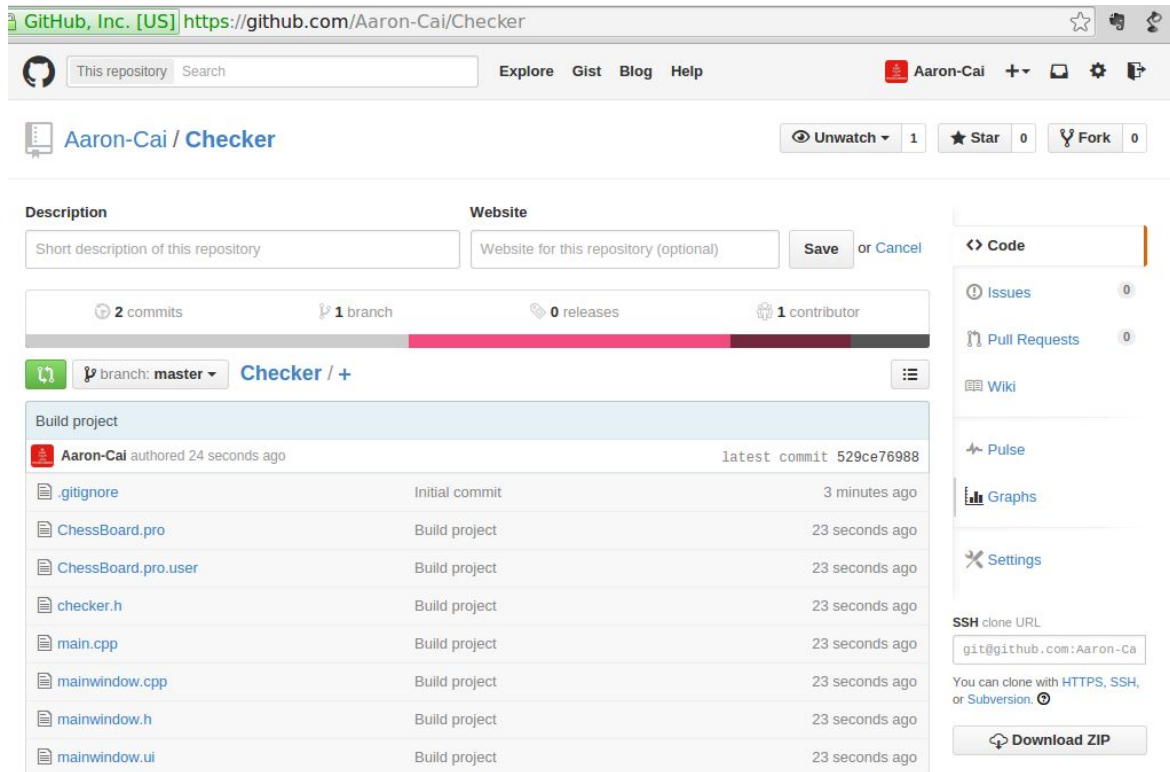 GitHub, Inc. [US] https://github.com/Aaron-Cai/Checker
This repository Search Explore Gist Blog Help Aaron-Cai
Aaron-Cai / Checker Unwatch 1 Star 0 Fork 0
Description Website
Short description of this repository Website for this repository (optional) Save or Cancel
2 commits 1 branch 0 releases 1 contributor
branch: master Checker / +
Build project
Aaron-Cai authored 24 seconds ago latest commit 529ce76988
.gitignore Initial commit 3 minutes ago
ChessBoard.pro Build project 23 seconds ago
ChessBoard.pro.user Build project 23 seconds ago
checker.h Build project 23 seconds ago
main.cpp Build project 23 seconds ago
mainwindow.cpp Build project 23 seconds ago
mainwindow.h Build project 23 seconds ago
mainwindow.ui Build project 23 seconds ago
Code
Issues 0
Pull Requests 0
Wiki
Pulse
Graphs
Settings
SSH clone URL
git@github.com:Aaron-Ca
You can clone with HTTPS, SSH,
or Subversion.
Download ZIP